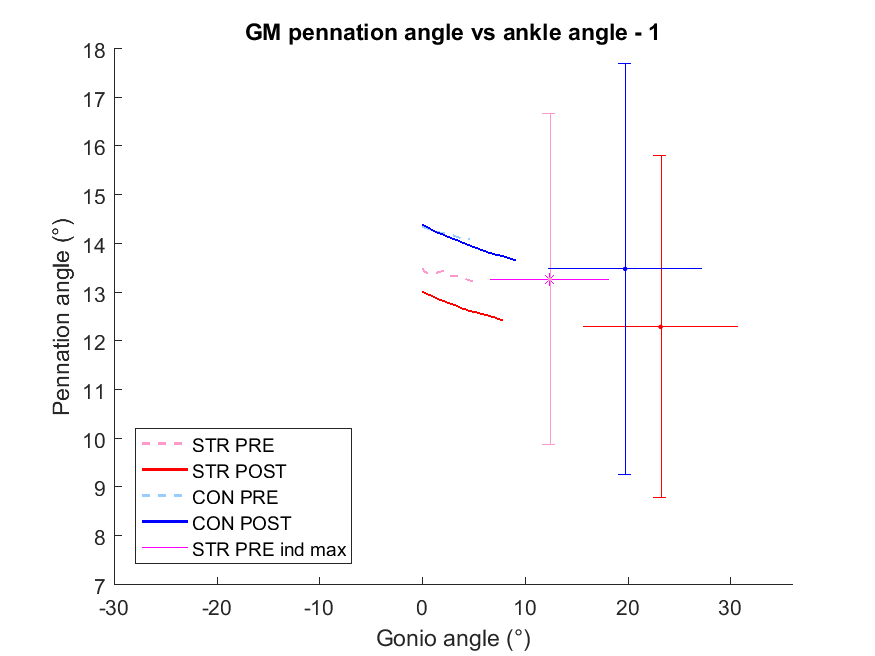 GM pennation angle vs ankle angle - 1
18
17
16
15
14
13
12
11
10
9
8
7
Pennation angle (°)
STR PRE
STR POST
CON PRE
CON POST
STR PRE ind max
-30 -20 -10 0 10 20 30
Gonio angle (°)